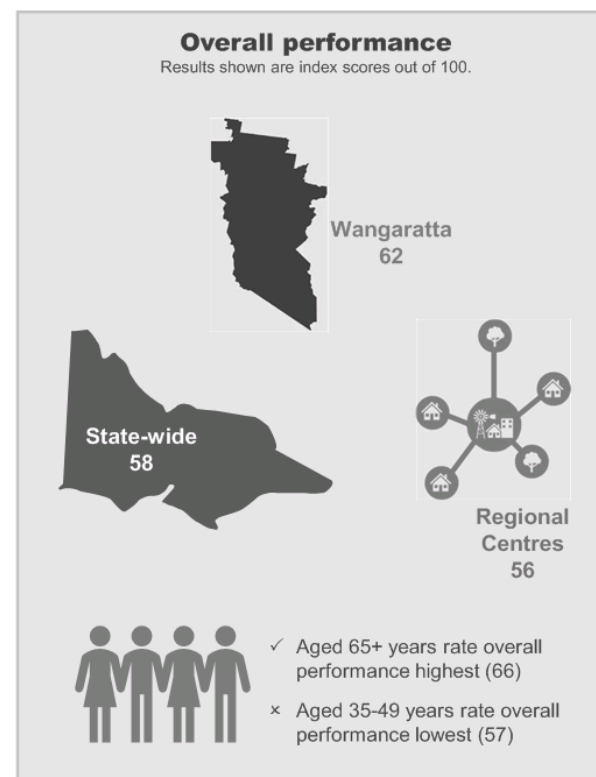 Overall performance
Results shown are index scores out of 100.
Wangaratta
62
State-wide
58
Regional
Centres
56
✓ Aged 65+ years rate overall
performance highest (66)
× Aged 35-49 years rate overall
performance lowest (57)